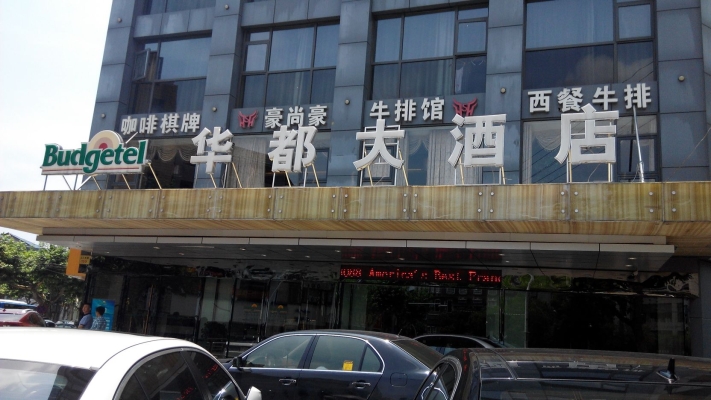 咖啡棋牌 豪尚豪 牛排馆 西餐牛排
Budgetel 华都大酒店
America's Best Fran